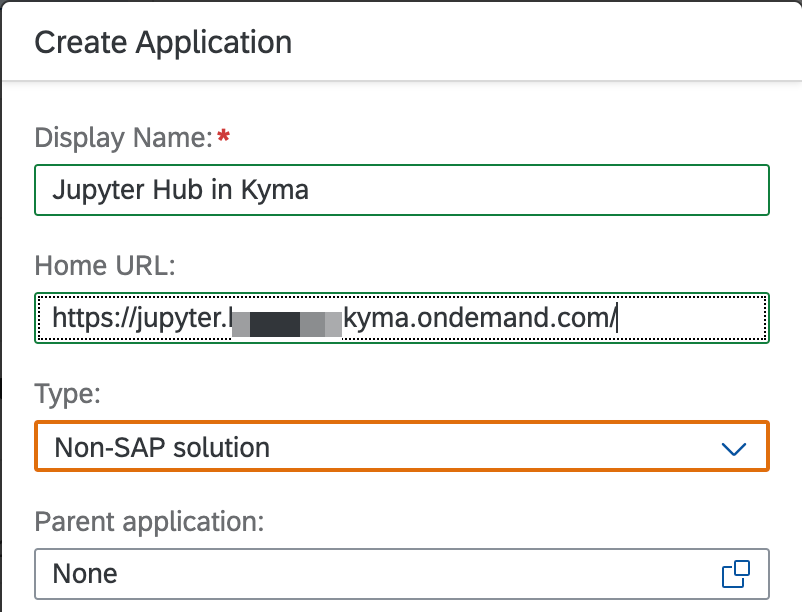 Create Application
Display Name:*
Jupyter Hub in Kyma
Home URL:
https://jupyter. kyma.ondemand.com/
Type:
Non-SAP solution
Parent application:
None